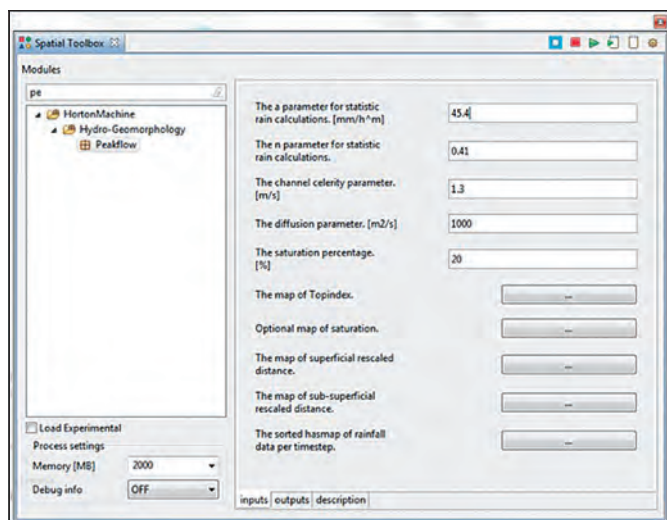 Spatial Toolbox
Modules
pe
HortonMachine
Hydro-Geomorphology
Peakflow
Load Experimental
Process settings
Memory [MB] 2000
Debug info OFF
The a parameter for statistic
rain calculations. [mm/h^m] 45.4
The n parameter for statistic
rain calculations. 0.41
The channel celerity parameter.
[m/s] 1.3
The diffusion parameter. [m2/s] 1000
The saturation percentage.
[%] 20
The map of Topindex. ...
Optional map of saturation. ...
The map of superficial rescaled
distance. ...
The map of sub-superficial
rescaled distance. ...
The sorted hasmap of rainfall
data per timestep. ...
inputs outputs description